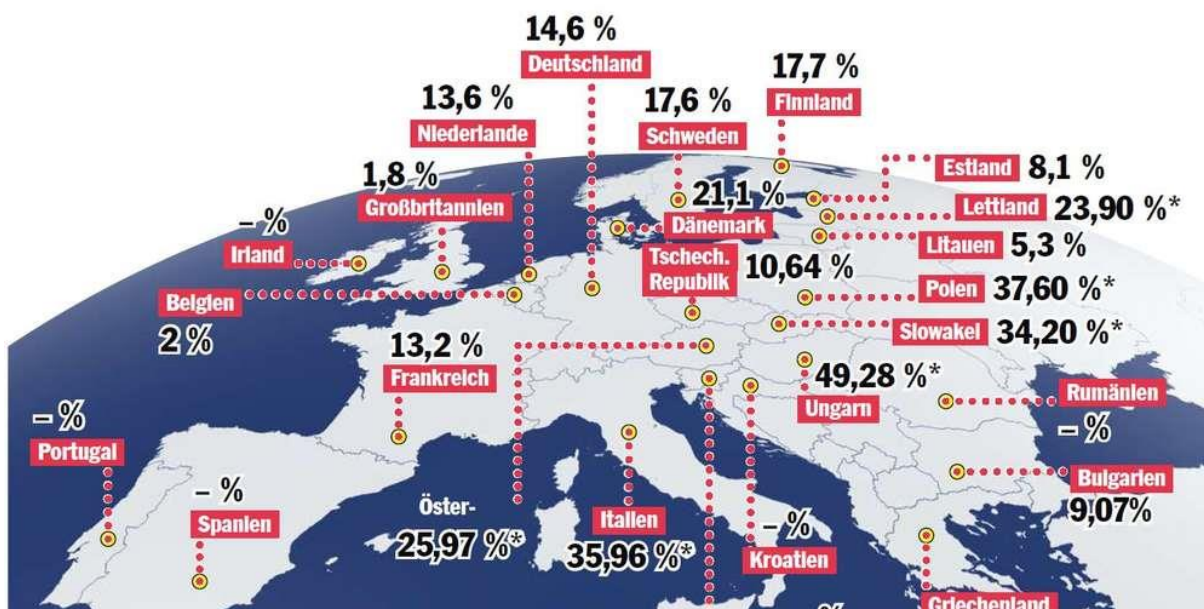 14,6 %
Deutschland
17,7 %
Finnland
13,6 %
Niederlande
17,6 %
Schweden
Estland 8,1 %
1,8 %
Großbritannien
21,1 %
Dänemark
Lettland 23,90 %*
– %
Irland
Litauen 5,3 %
Tschech.
Republik 10,64 %
Belgien
2 %
Polen 37,60 %*
Slowakei 34,20 %*
13,2 %
Frankreich
49,28 %*
Ungarn
Rumänien
– %
– %
Portugal
– %
Spanien
Bulgarien
9,07%
Öster-
25,97 %*
Italien
35,96 %*
– %
Kroatien
Griechenland
%